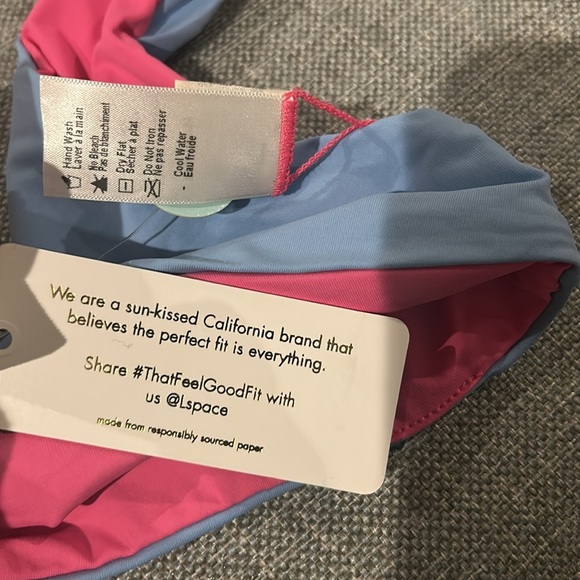 Hand Wash
Laver à la main
No Bleach
Pas de blanchiment
Dry Flat
Sécher à plat
Do Not Iron
Ne pas repasser
- Cool Water
Eau froide
We are a sun-kissed California brand that
believes the perfect fit is everything.
Share #ThatFeelGoodFit with
us @Lspace
made from responsibly sourced paper